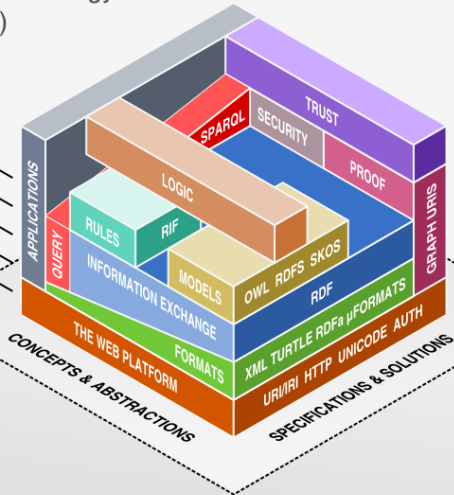 )
TRUST
SPARQL
SECURITY
PROOF
APPLICATIONS
LOGIC
GRAPH URIS
QUERY
RULES
RIF
MODELS
OWL RDFS SKOS
INFORMATION EXCHANGE
RDF
FORMATS
XML TURTLE RDFa μFORMATS
THE WEB PLATFORM
URI/IRI HTTP UNICODE AUTH
CONCEPTS & ABSTRACTIONS
SPECIFICATIONS & SOLUTIONS